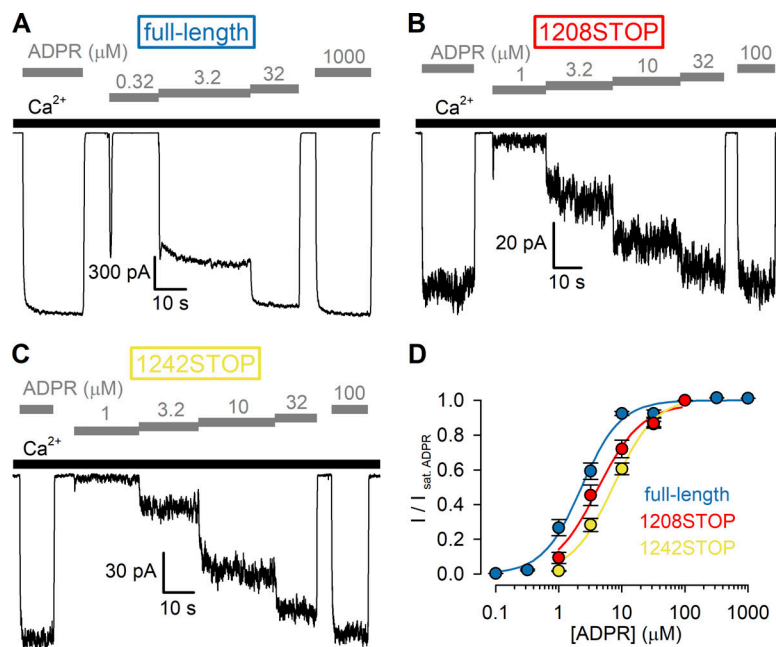 A
full-length
ADPR (μM)
0.32
3.2
32
1000
Ca2+
300 pA
10 s
B
1208STOP
ADPR (μM)
1
3.2
10
32
100
Ca2+
20 pA
10 s
C
1242STOP
ADPR (μM)
1
3.2
10
32
100
Ca2+
30 pA
10 s
D
I / I sat. ADPR
1.0
0.8
0.6
0.4
0.2
0.0
full-length
1208STOP
1242STOP
0.1
1
10
100
1000
[ADPR] (μM)